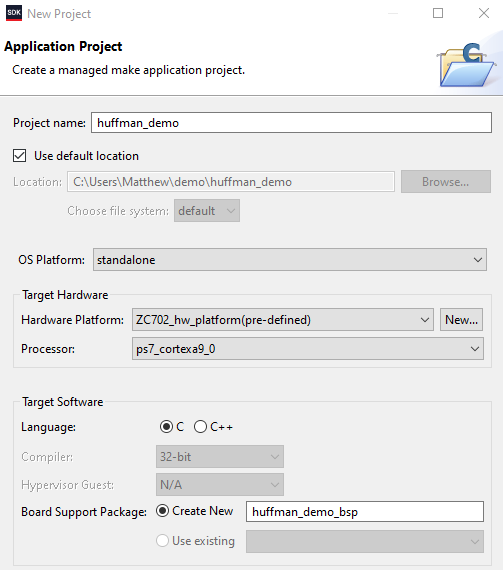 SDK New Project
Application Project
Create a managed make application project.
C
Project name: huffman_demo
Use default location
Location: C:\Users\Matthew\demo\huffman_demo Browse...
Choose file system: default
OS Platform: standalone
Target Hardware
Hardware Platform: ZC702_hw_platform(pre-defined) New...
Processor: ps7_cortexa9_0
Target Software
Language: C C++
Compiler: 32-bit
Hypervisor Guest: N/A
Board Support Package: Create New huffman_demo_bsp
Use existing